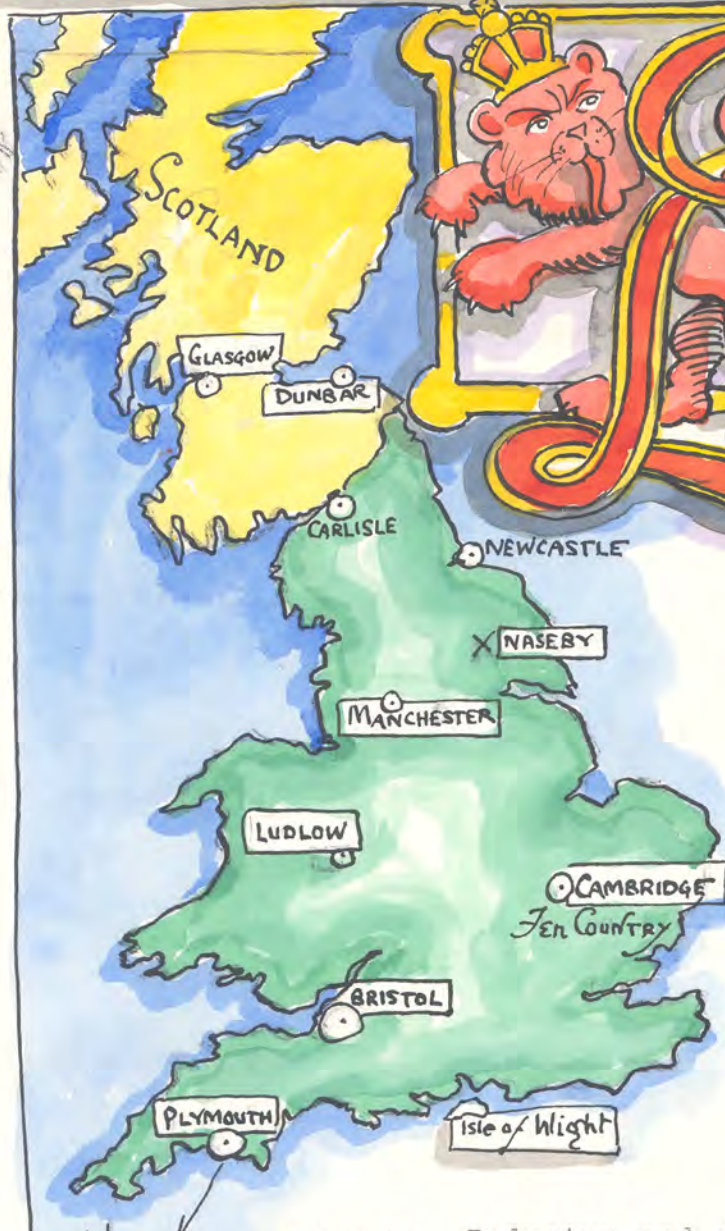 SCOTLAND
GLASGOW
DUNBAR
CARLISLE
NEWCASTLE
X NASEBY
MANCHESTER
LUDLOW
CAMBRIDGE
Fen Country
BRISTOL
PLYMOUTH
Isle of Wight